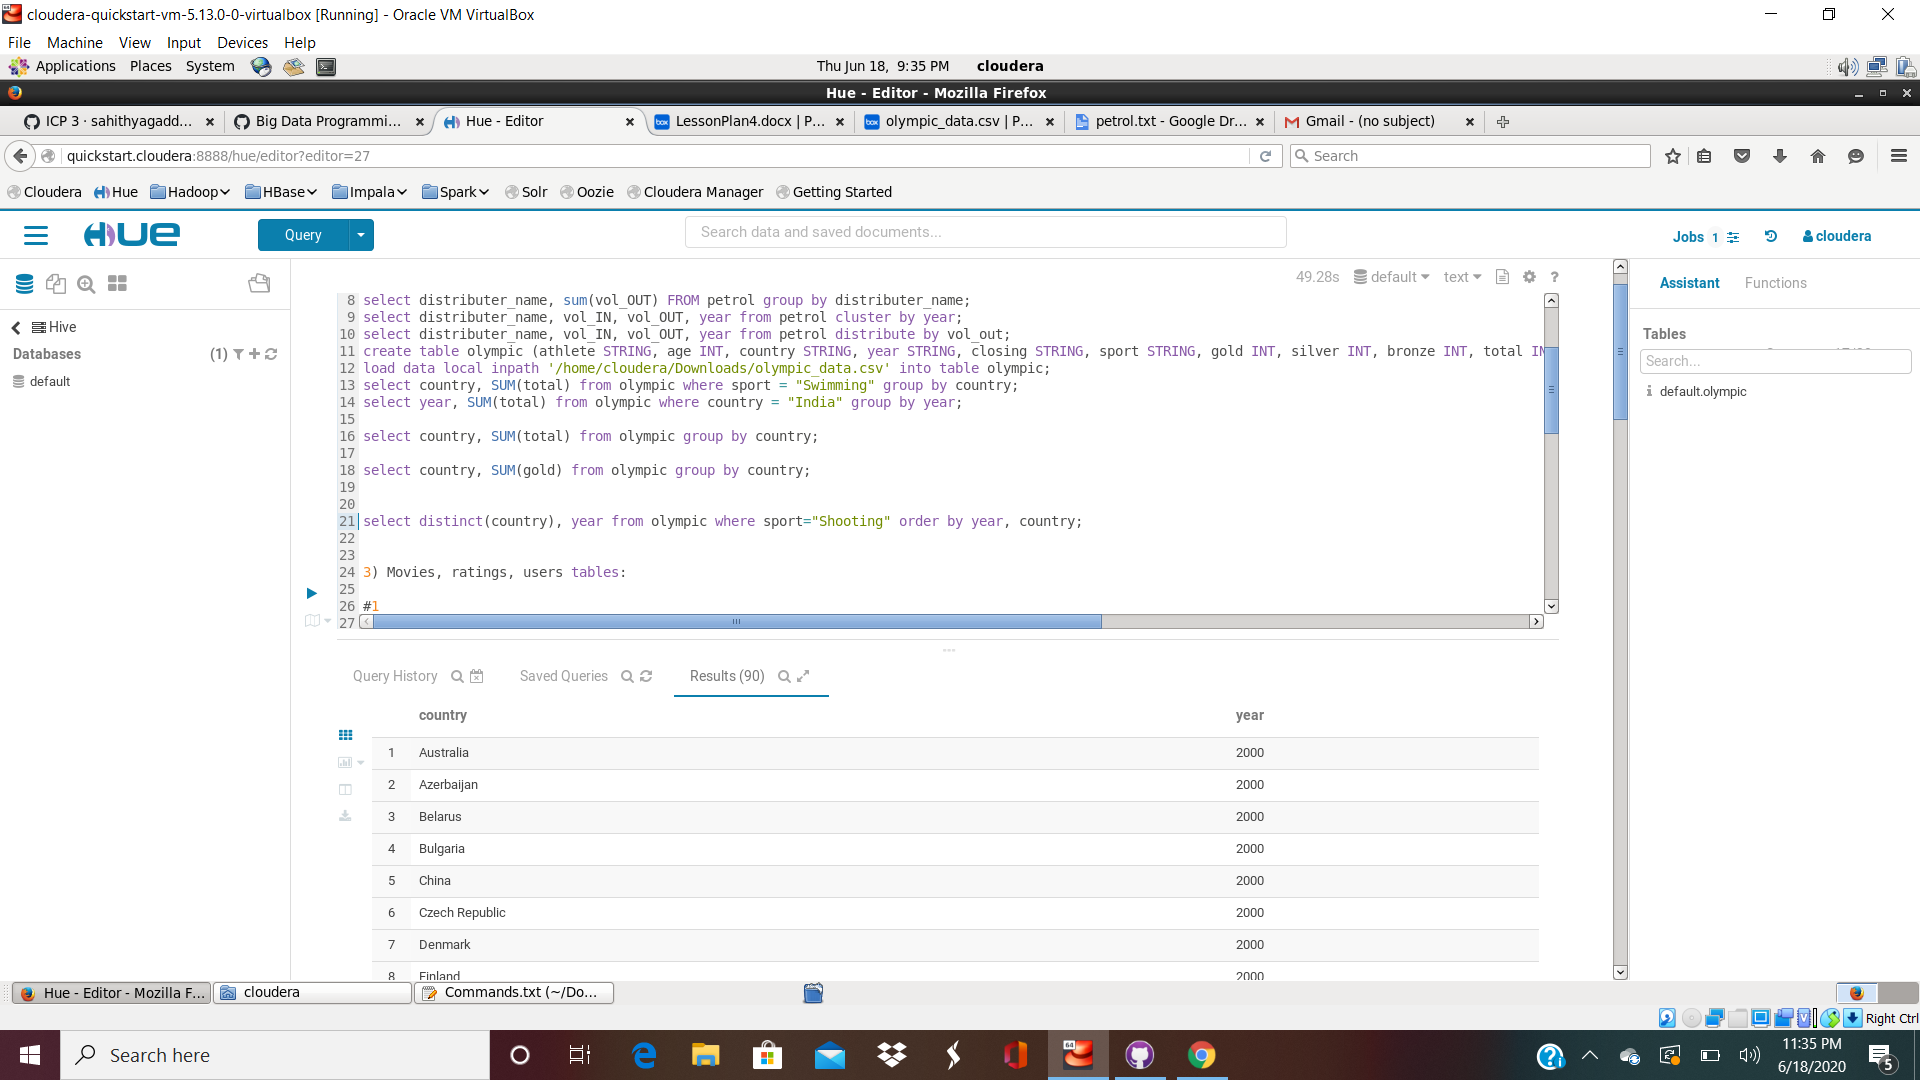 cloudera-quickstart-vm-5.13.0-0-virtualbox [Running] - Oracle VM VirtualBox
File Machine View Input Devices Help
Applications Places System Thu Jun 18, 9:35 PM cloudera
Hue - Editor - Mozilla Firefox
ICP 3 · sahithyagadd... Big Data Programmi... Hue - Editor LessonPlan4.docx | P... olympic_data.csv | P... petrol.txt - Google Dr... Gmail - (no subject)
quickstart.cloudera:8888/hue/editor?editor=27 Search
Cloudera Hue Hadoop HBase Impala Spark Solr Oozie Cloudera Manager Getting Started
HUE Query Search data and saved documents... Jobs 1 cloudera
49.28s default text ? Assistant Functions
8 select distributer_name, sum(vol_OUT) FROM petrol group by distributer_name;
9 select distributer_name, vol_IN, vol_OUT, year from petrol cluster by year;
10 select distributer_name, vol_IN, vol_OUT, year from petrol distribute by vol_out;
11 create table olympic (athlete STRING, age INT, country STRING, year STRING, closing STRING, sport STRING, gold INT, silver INT, bronze INT, total IN
12 load data local inpath '/home/cloudera/Downloads/olympic_data.csv' into table olympic;
13 select country, SUM(total) from olympic where sport = "Swimming" group by country;
14 select year, SUM(total) from olympic where country = "India" group by year;
15
16 select country, SUM(total) from olympic group by country;
17
18 select country, SUM(gold) from olympic group by country;
19
20
21 select distinct(country), year from olympic where sport="Shooting" order by year, country;
22
23
24 3) Movies, ratings, users tables:
25
26 #1
27
Hive
Databases (1)
default
Tables
Search...
default.olympic
Query History Saved Queries Results (90)
country year
1 Australia 2000
2 Azerbaijan 2000
3 Belarus 2000
4 Bulgaria 2000
5 China 2000
6 Czech Republic 2000
7 Denmark 2000
8 Finland 2000
Hue - Editor - Mozilla F... cloudera Commands.txt (~/Do...
Right Ctrl
Search here 64 11:35 PM
6/18/2020 5